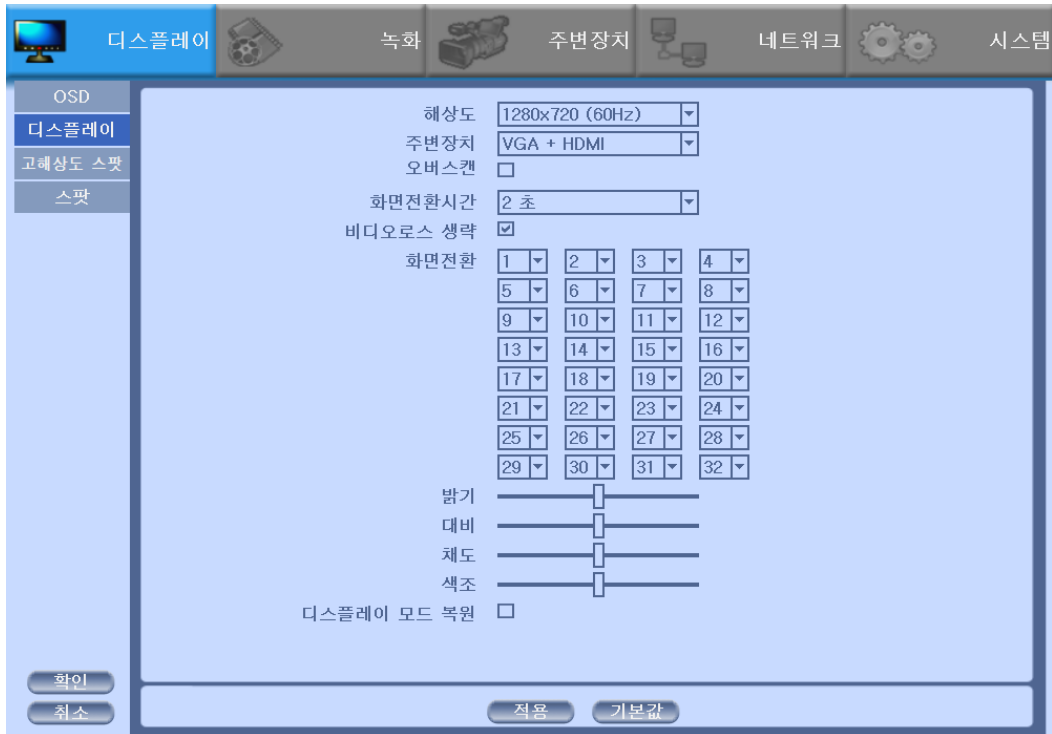 디스플레이 녹화 주변장치 네트워크 시스템
OSD
디스플레이
고해상도 스팟
스팟
해상도 1280x720 (60Hz)
주변장치 VGA + HDMI
오버스캔
화면전환시간 2 초
비디오로스 생략
화면전환 1 2 3 4
5 6 7 8
9 10 11 12
13 14 15 16
17 18 19 20
21 22 23 24
25 26 27 28
29 30 31 32
밝기
대비
채도
색조
디스플레이 모드 복원
확인
취소
적용 기본값